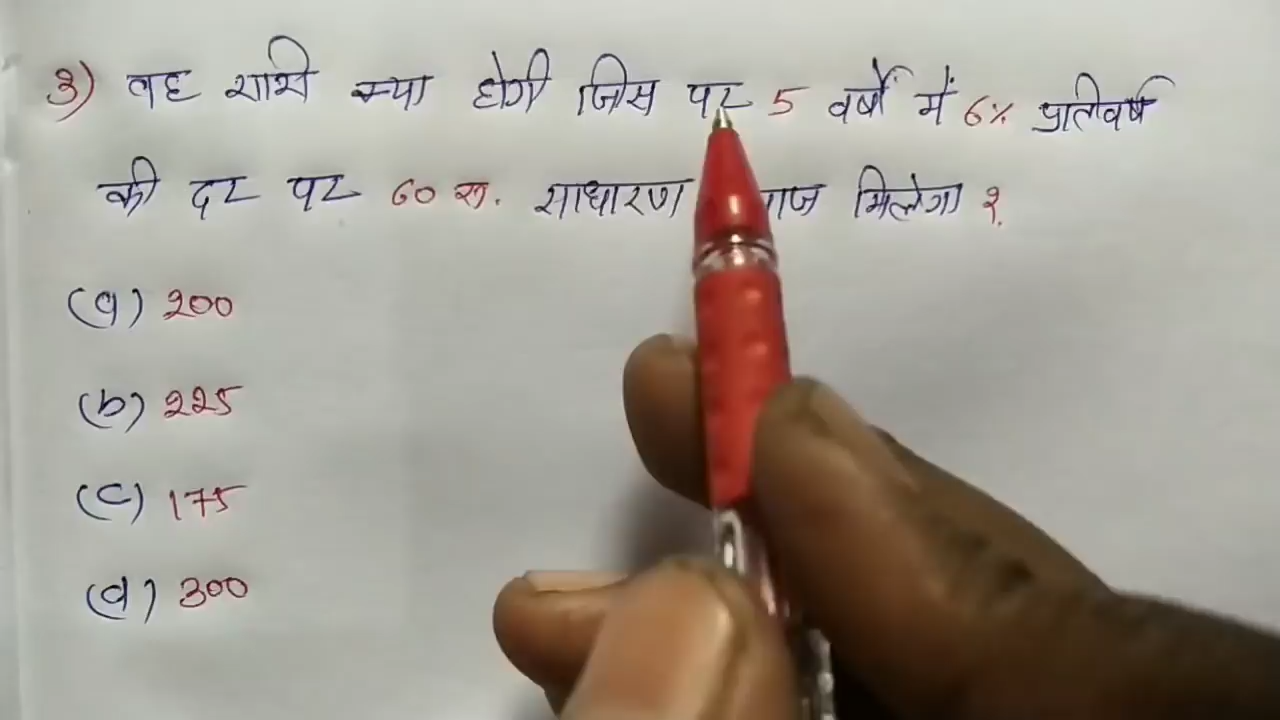 3) वह राशि क्या होगी जिस पर 5 वर्षों में 6% प्रतिवर्ष
की दर पर 60 रु. साधारण मिलेगा ?
(a) 200
(b) 225
(c) 175
(d) 300